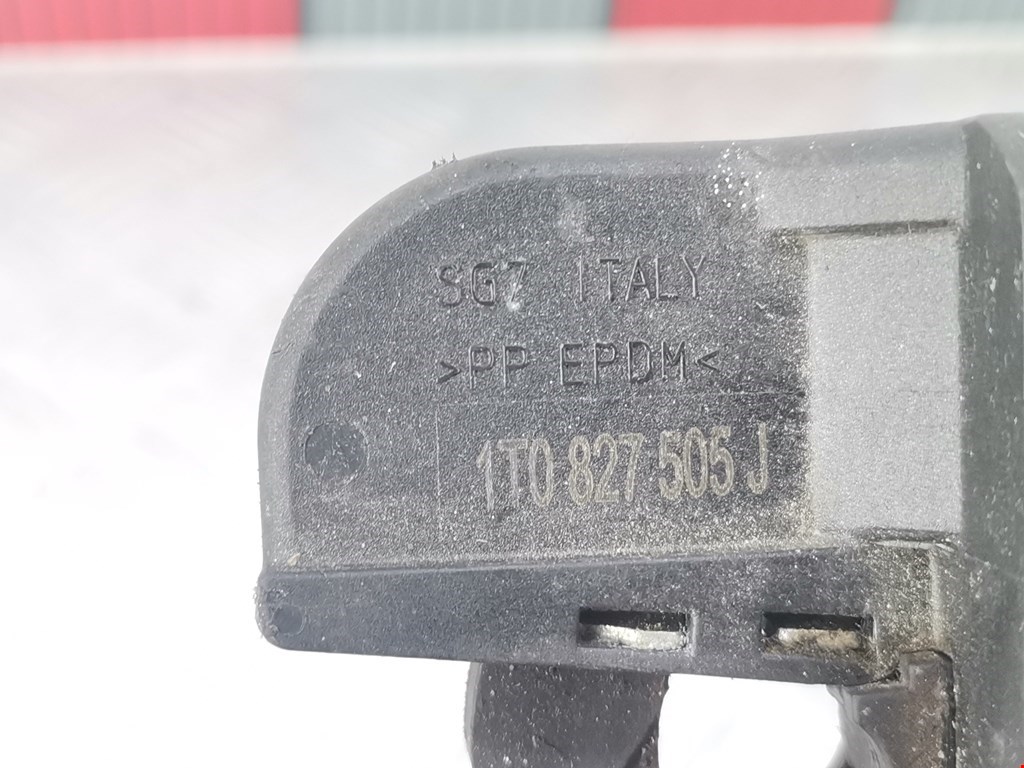 SG7 ITALY
>PP EPDM<
1T0 827 505 J